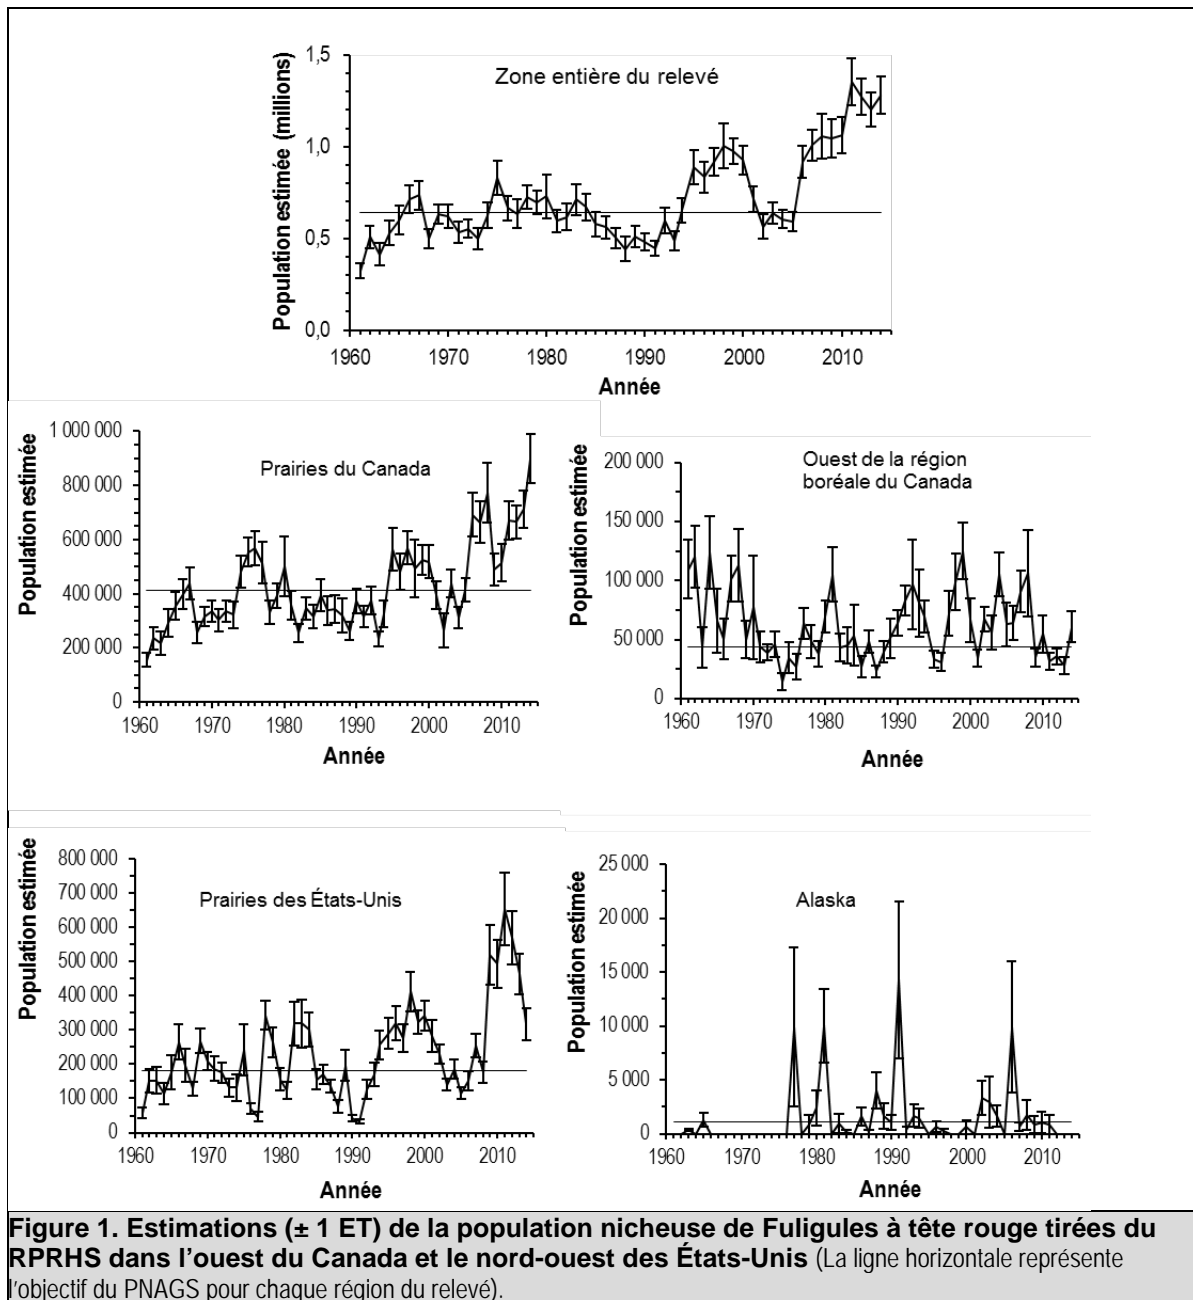 Zone entière du relevé
Population estimée (millions)
1,5
1,0
0,5
0,0
1960 1970 1980 1990 2000 2010
Année
Prairies du Canada
Population estimée
1 000 000
800 000
600 000
400 000
200 000
0
1960 1970 1980 1990 2000 2010
Année
Ouest de la région
boréale du Canada
Population estimée
200 000
150 000
100 000
50 000
0
1960 1970 1980 1990 2000 2010
Année
Prairies des États-Unis
Population estimée
800 000
700 000
600 000
500 000
400 000
300 000
200 000
100 000
0
1960 1970 1980 1990 2000 2010
Année
Alaska
Population estimée
25 000
20 000
15 000
10 000
5 000
0
1960 1970 1980 1990 2000 2010
Année
Figure 1. Estimations (± 1 ET) de la population nicheuse de Fuligules à tête rouge tirées du
RPRHS dans l’ouest du Canada et le nord-ouest des États-Unis (La ligne horizontale représente
l’objectif du PNAGS pour chaque région du relevé).